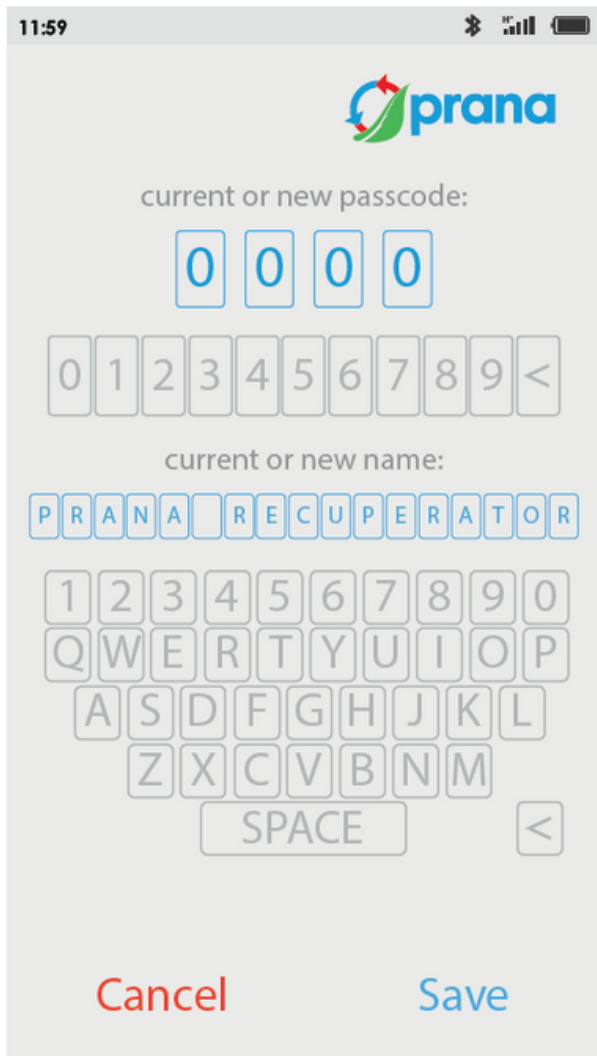 11:59
prana
current or new passcode:
0 0 0 0
0 1 2 3 4 5 6 7 8 9 <
current or new name:
PRANA RECUPERATOR
1 2 3 4 5 6 7 8 9 0
Q W E R T Y U I O P
A S D F G H J K L
Z X C V B N M
SPACE <
Cancel Save